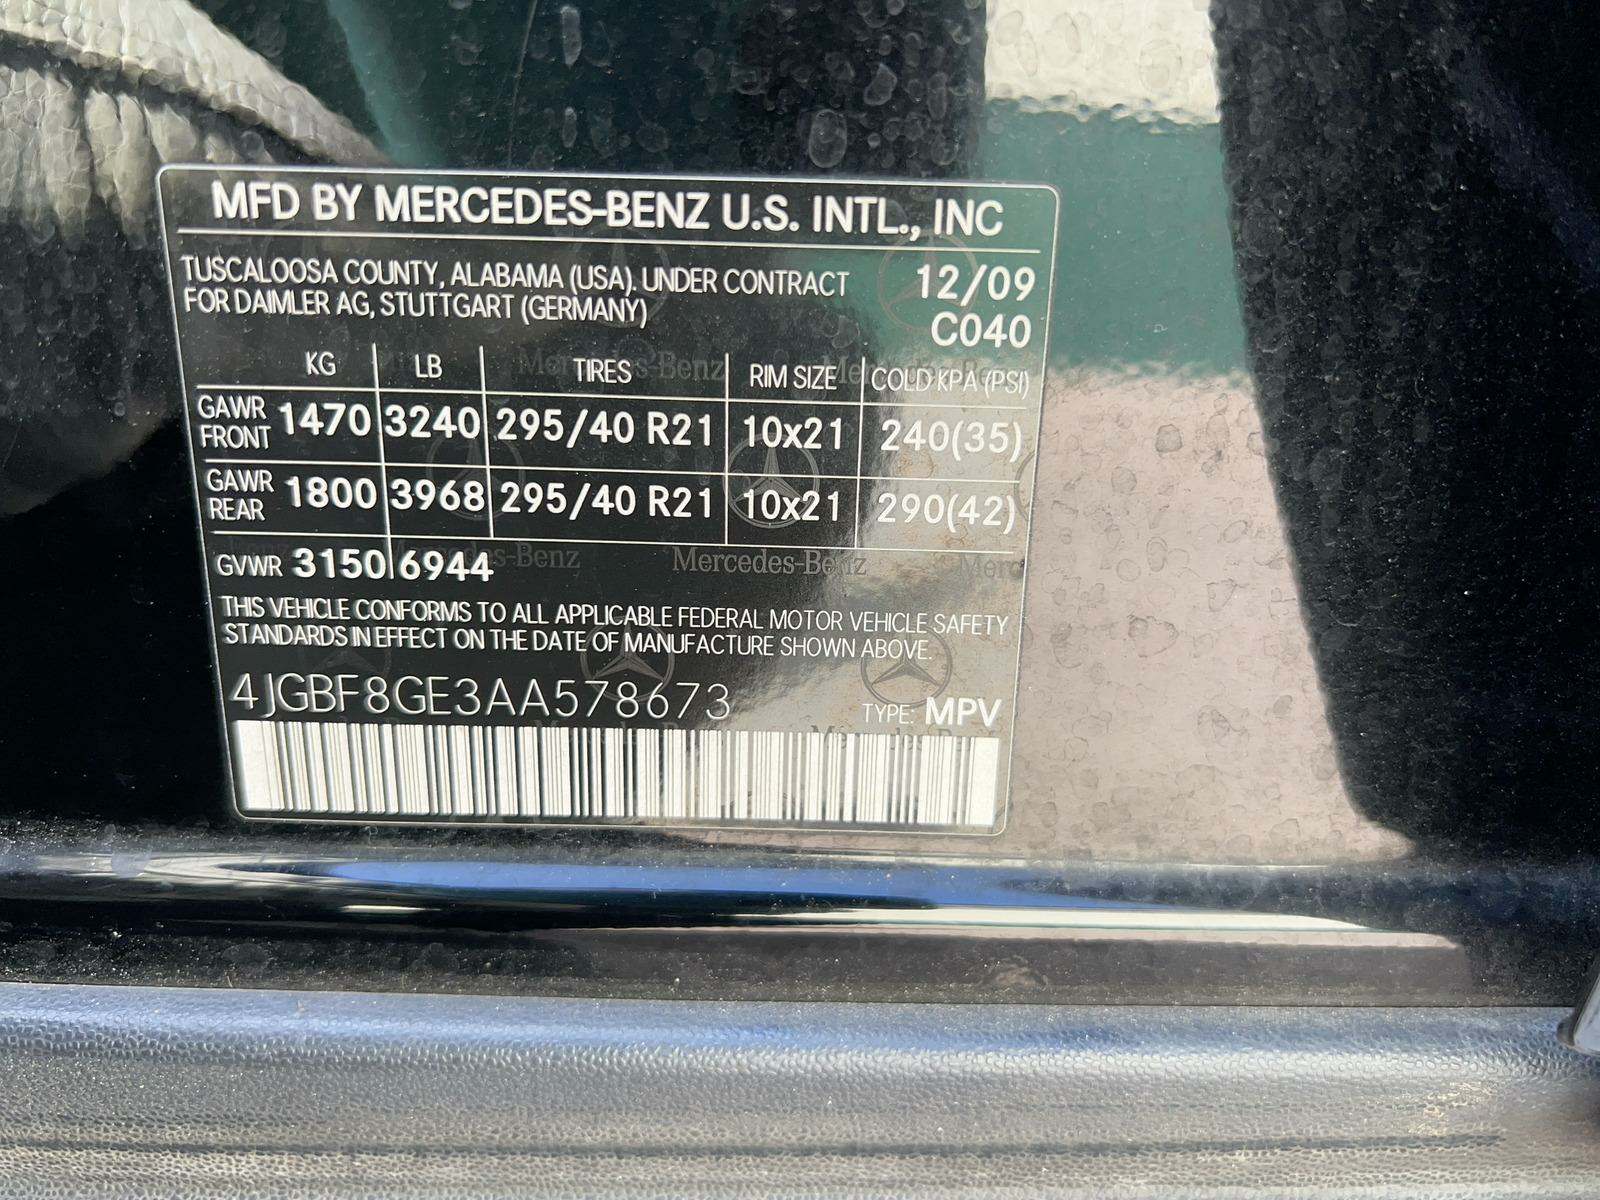 MFD BY MERCEDES-BENZ U.S. INTL., INC
TUSCALOOSA COUNTY, ALABAMA (USA). UNDER CONTRACT
FOR DAIMLER AG, STUTTGART (GERMANY)
12/09
C040
KG LB TIRES RIM SIZE COLD KPA (PSI)
GAWR FRONT 1470 3240 295/40 R21 10x21 240(35)
GAWR REAR 1800 3968 295/40 R21 10x21 290(42)
GVWR 3150 6944
Mercedes-Benz
THIS VEHICLE CONFORMS TO ALL APPLICABLE FEDERAL MOTOR VEHICLE SAFETY
STANDARDS IN EFFECT ON THE DATE OF MANUFACTURE SHOWN ABOVE.
4JGBF8GE3AA578673
TYPE: MPV